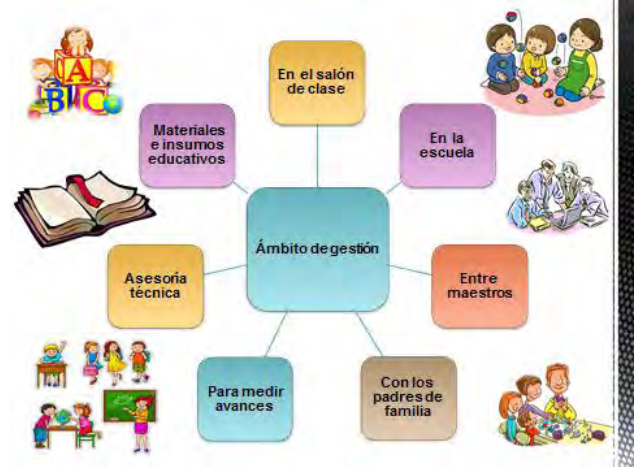 En el salón
de clase
Materiales
e insumos
educativos
En la
escuela
Ámbito de gestión
Asesoría
técnica
Entre
maestros
Para medir
avances
Con los
padres de
familia
A
B
C